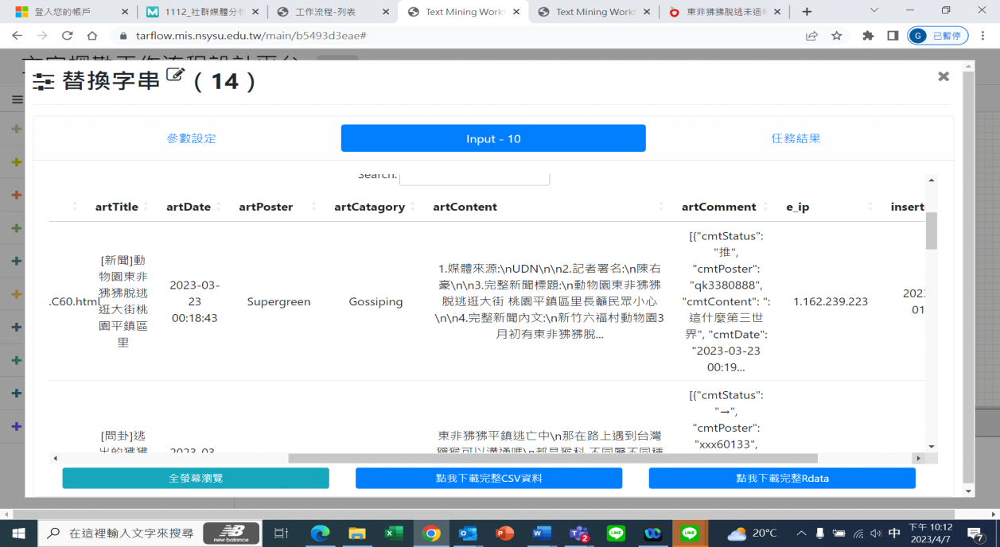 登入您的帳戶
1112_社群媒體分析
工作流程-列表
Text Mining Workf
Text Mining Workf
東非狒狒脫逃未通報
tarflow.mis.nsysu.edu.tw/main/b5493d3eae#
G 已暫停
替換字串 ( 14 )
參數設定
Input - 10
任務結果
Search:
artTitle artDate artPoster artCatagory artContent artComment e_ip inserte
.C60.html
[新聞]動
物園東非
狒狒脫逃
逛大街桃
園平鎮區
里
2023-03-
23
00:18:43
Supergreen
Gossiping
1.媒體來源:\nUDN\n\n2.記者署名:\n陳右
豪\n\n3.完整新聞標題:\n動物園東非狒狒
脫逃逛大街 桃園平鎮區里長籲民眾小心
\n\n4.完整新聞內文:\n新竹六福村動物園3
月初有東非狒狒脫...
[{"cmtStatus":
"推",
"cmtPoster":
"qk3380888",
"cmtContent": ":
這什麼第三世
界", "cmtDate":
"2023-03-23
00:19...
1.162.239.223
202
01
[問卦]逃
出的狒狒
2023-03-
東非狒狒平鎮逃亡中\n那在路上遇到台灣
獼猴可以溝通嗎\n都是猴科 不同屬不同種
[{"cmtStatus":
"→",
"cmtPoster":
"xxx60133",
全螢幕瀏覽
點我下載完整CSV資料
點我下載完整Rdata
在這裡輸入文字來搜尋
new balance
20°C
中
下午 10:12
2023/4/7
7